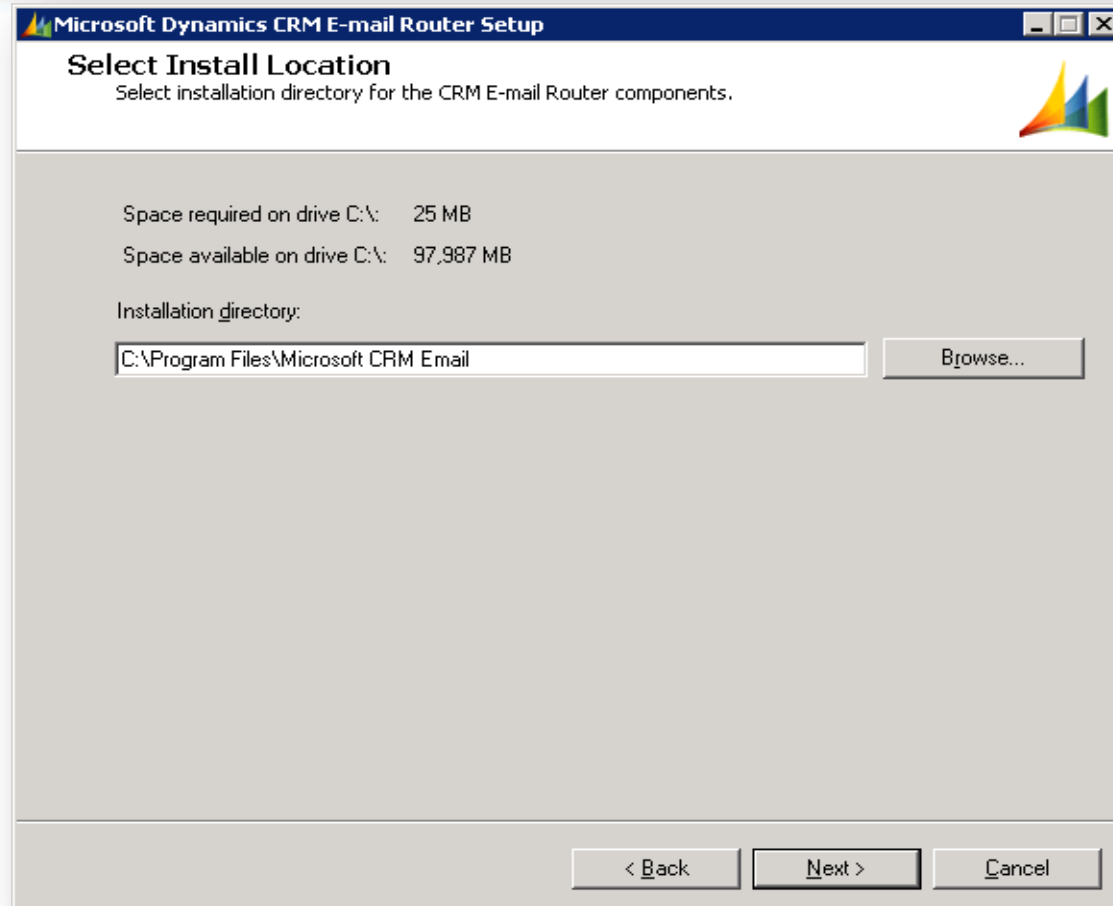 Microsoft Dynamics CRM E-mail Router Setup
Select Install Location
Select installation directory for the CRM E-mail Router components.
Space required on drive C:\: 25 MB
Space available on drive C:\: 97,987 MB
Installation directory:
C:\Program Files\Microsoft CRM Email Browse...
< Back Next > Cancel